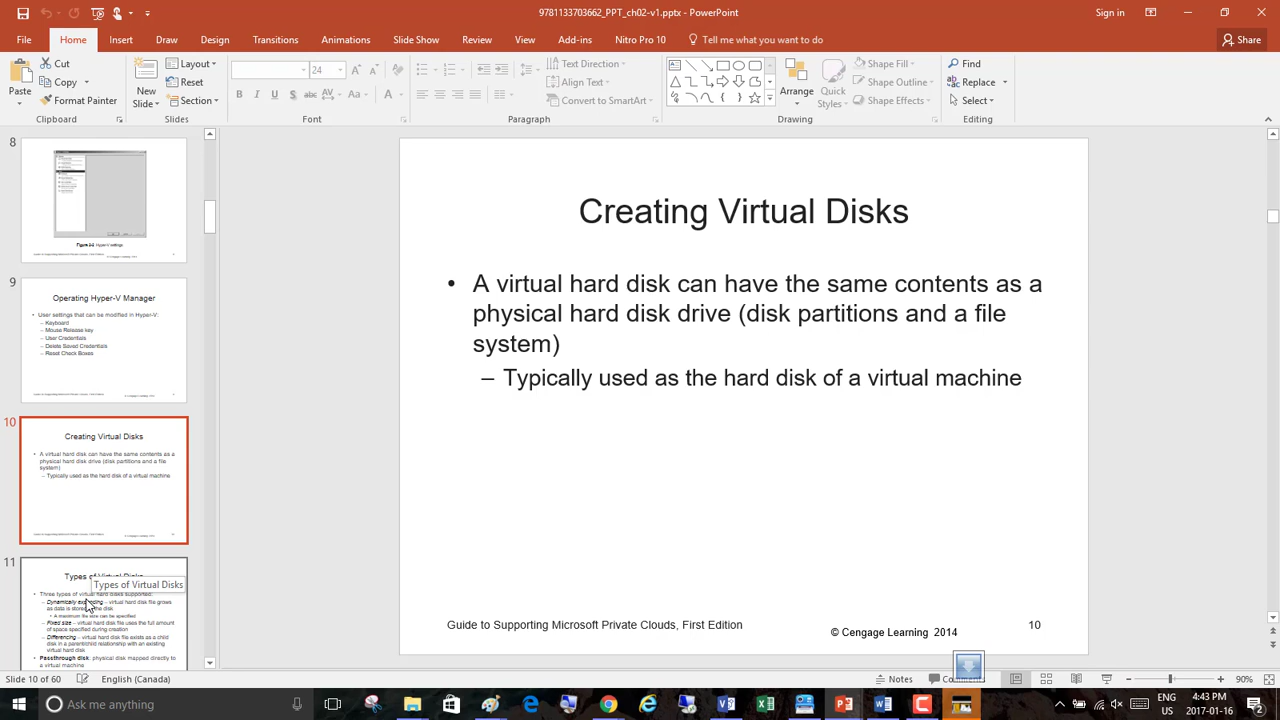 9781133703662_PPT_ch02-v1.pptx - PowerPoint
Sign in
File Home Insert Draw Design Transitions Animations Slide Show Review View Add-ins Nitro Pro 10 Tell me what you want to do Share
Paste Cut Copy Format Painter
New Slide Layout Reset Section
24
Text Direction Align Text Convert to SmartArt
Arrange Quick Styles Shape Fill Shape Outline Shape Effects
Find Replace Select
Clipboard Slides Font Paragraph Drawing Editing
8
9
Operating Hyper-V Manager
• User settings that can be modified in Hyper-V:
– Keyboard
– Mouse Release key
– User Credentials
– Delete Saved Credentials
– Reset Check Boxes
10
Creating Virtual Disks
• A virtual hard disk can have the same contents as a
physical hard disk drive (disk partitions and a file
system)
– Typically used as the hard disk of a virtual machine
11
Types of Virtual Disks
• Three types of virtual hard disks supported:
– Dynamically expanding – virtual hard disk file grows
as data is stored to the disk
• A maximum file size can be specified
– Fixed size – virtual hard disk file uses the full amount
of space specified during creation
– Differencing – virtual hard disk file exists as a child
disk in a parent/child relationship with an existing
virtual hard disk
Passthrough disk: physical disk mapped directly to
a virtual machine
Types of Virtual Disks
Creating Virtual Disks
• A virtual hard disk can have the same contents as a
physical hard disk drive (disk partitions and a file
system)
– Typically used as the hard disk of a virtual machine
Guide to Supporting Microsoft Private Clouds, First Edition
© Cengage Learning 2014
10
Slide 10 of 60 English (Canada) Notes Comments 90%
Ask me anything
ENG 4:43 PM
US 2017-01-16